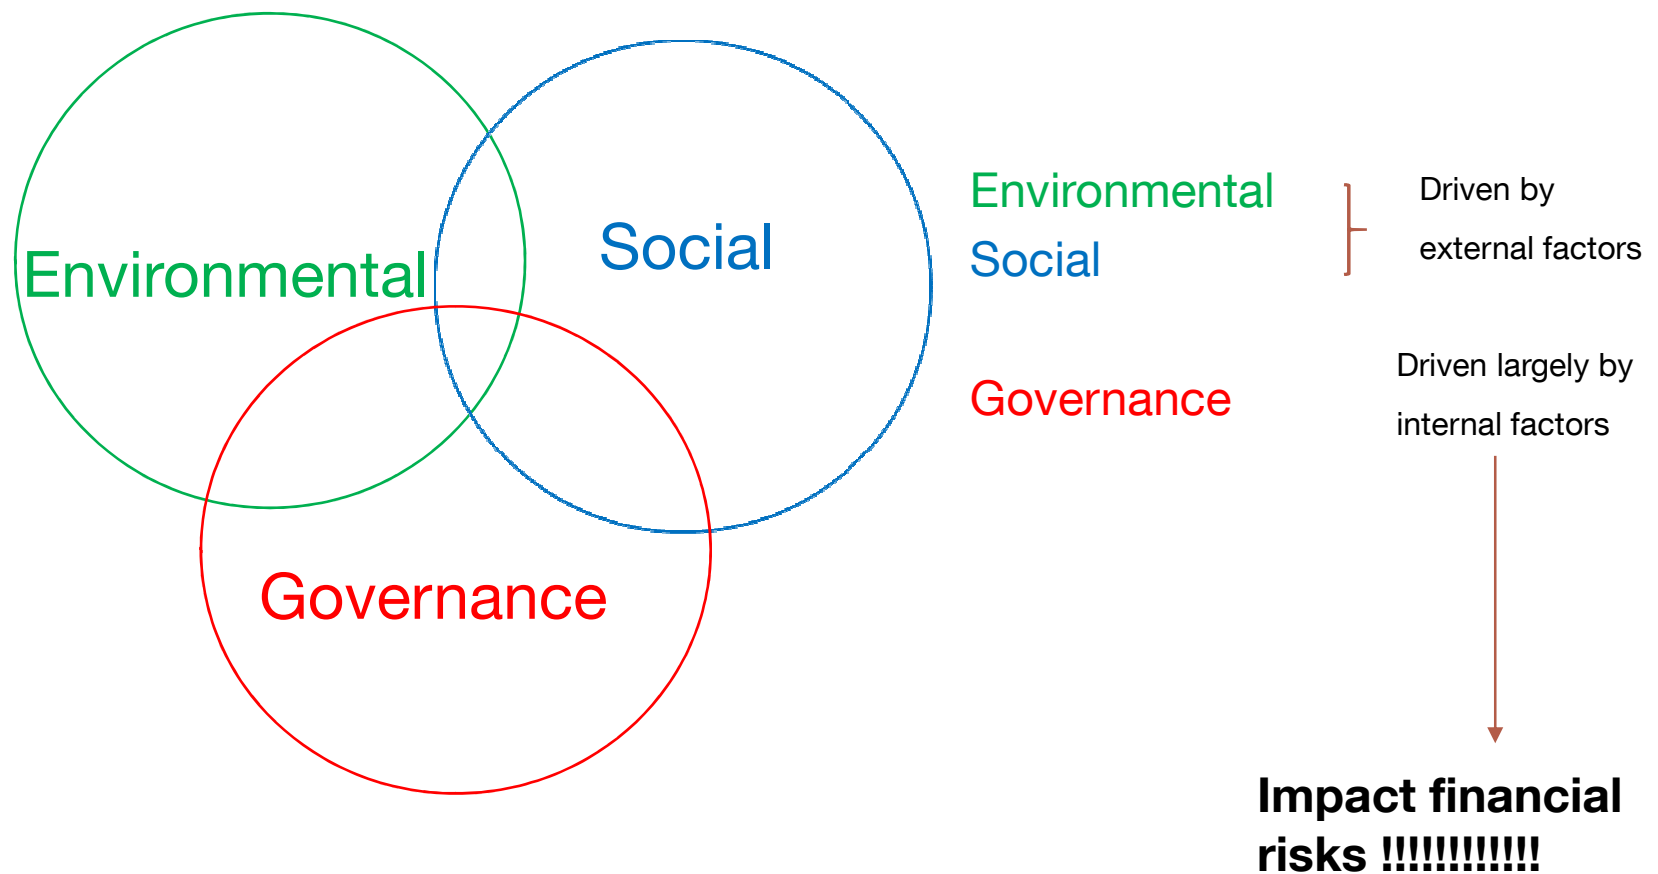 Environmental
Social
Governance
Environmental
Social
Driven by
external factors
Governance
Driven largely by
internal factors
Impact financial
risks !!!!!!!!!!!!